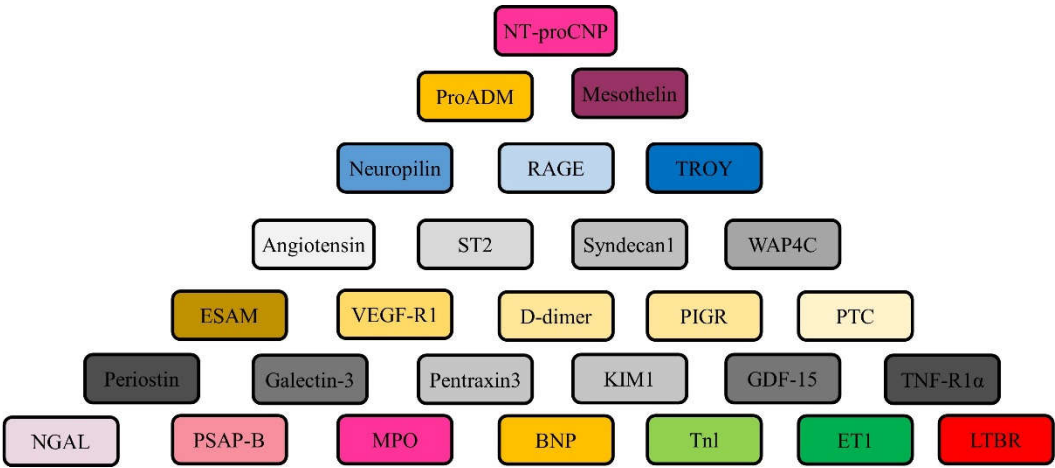 NT-proCNP
ProADM Mesothelin
Neuropilin RAGE TROY
Angiotensin ST2 Syndecan1 WAP4C
ESAM VEGF-R1 D-dimer PIGR PTC
Periostin Galectin-3 Pentraxin3 KIM1 GDF-15 TNF-R1α
NGAL PSAP-B MPO BNP Tnl ET1 LTBR